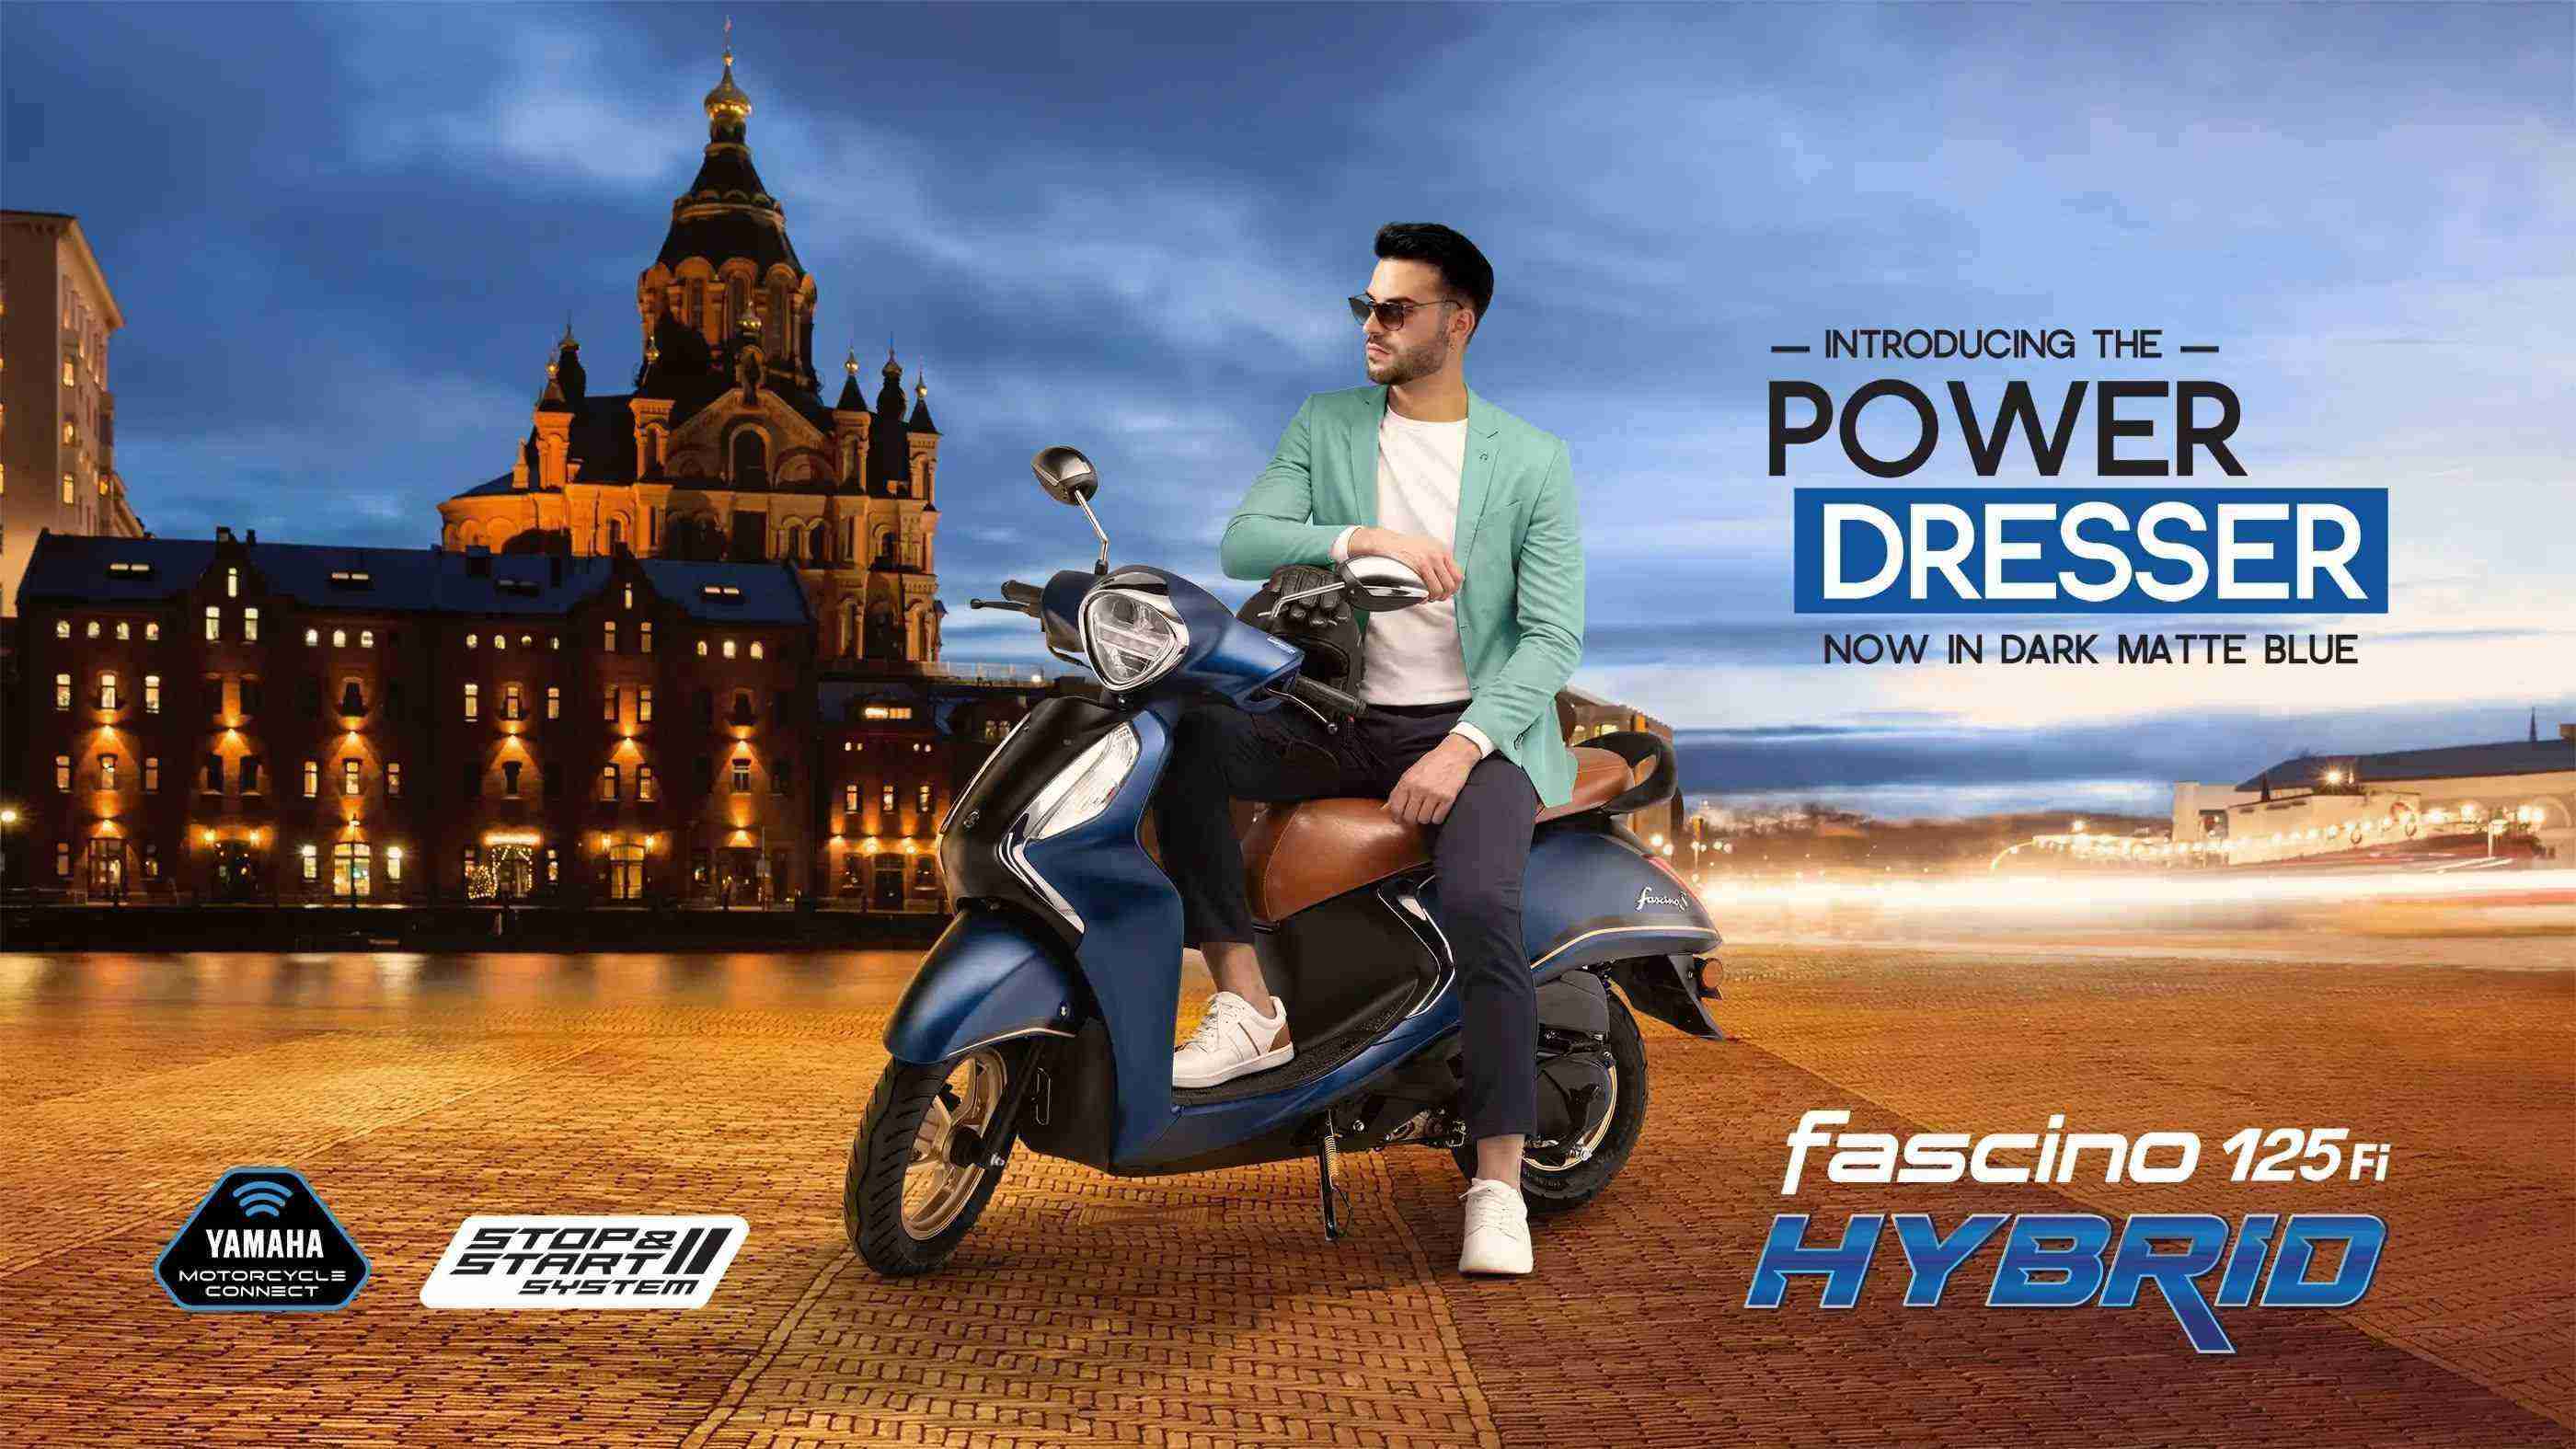 — INTRODUCING THE —
POWER
DRESSER
NOW IN DARK MATTE BLUE
fascino S
fascino 125 Fi
HYBRID
YAMAHA
MOTORCYCLE
CONNECT
STOP &
START
SYSTEM